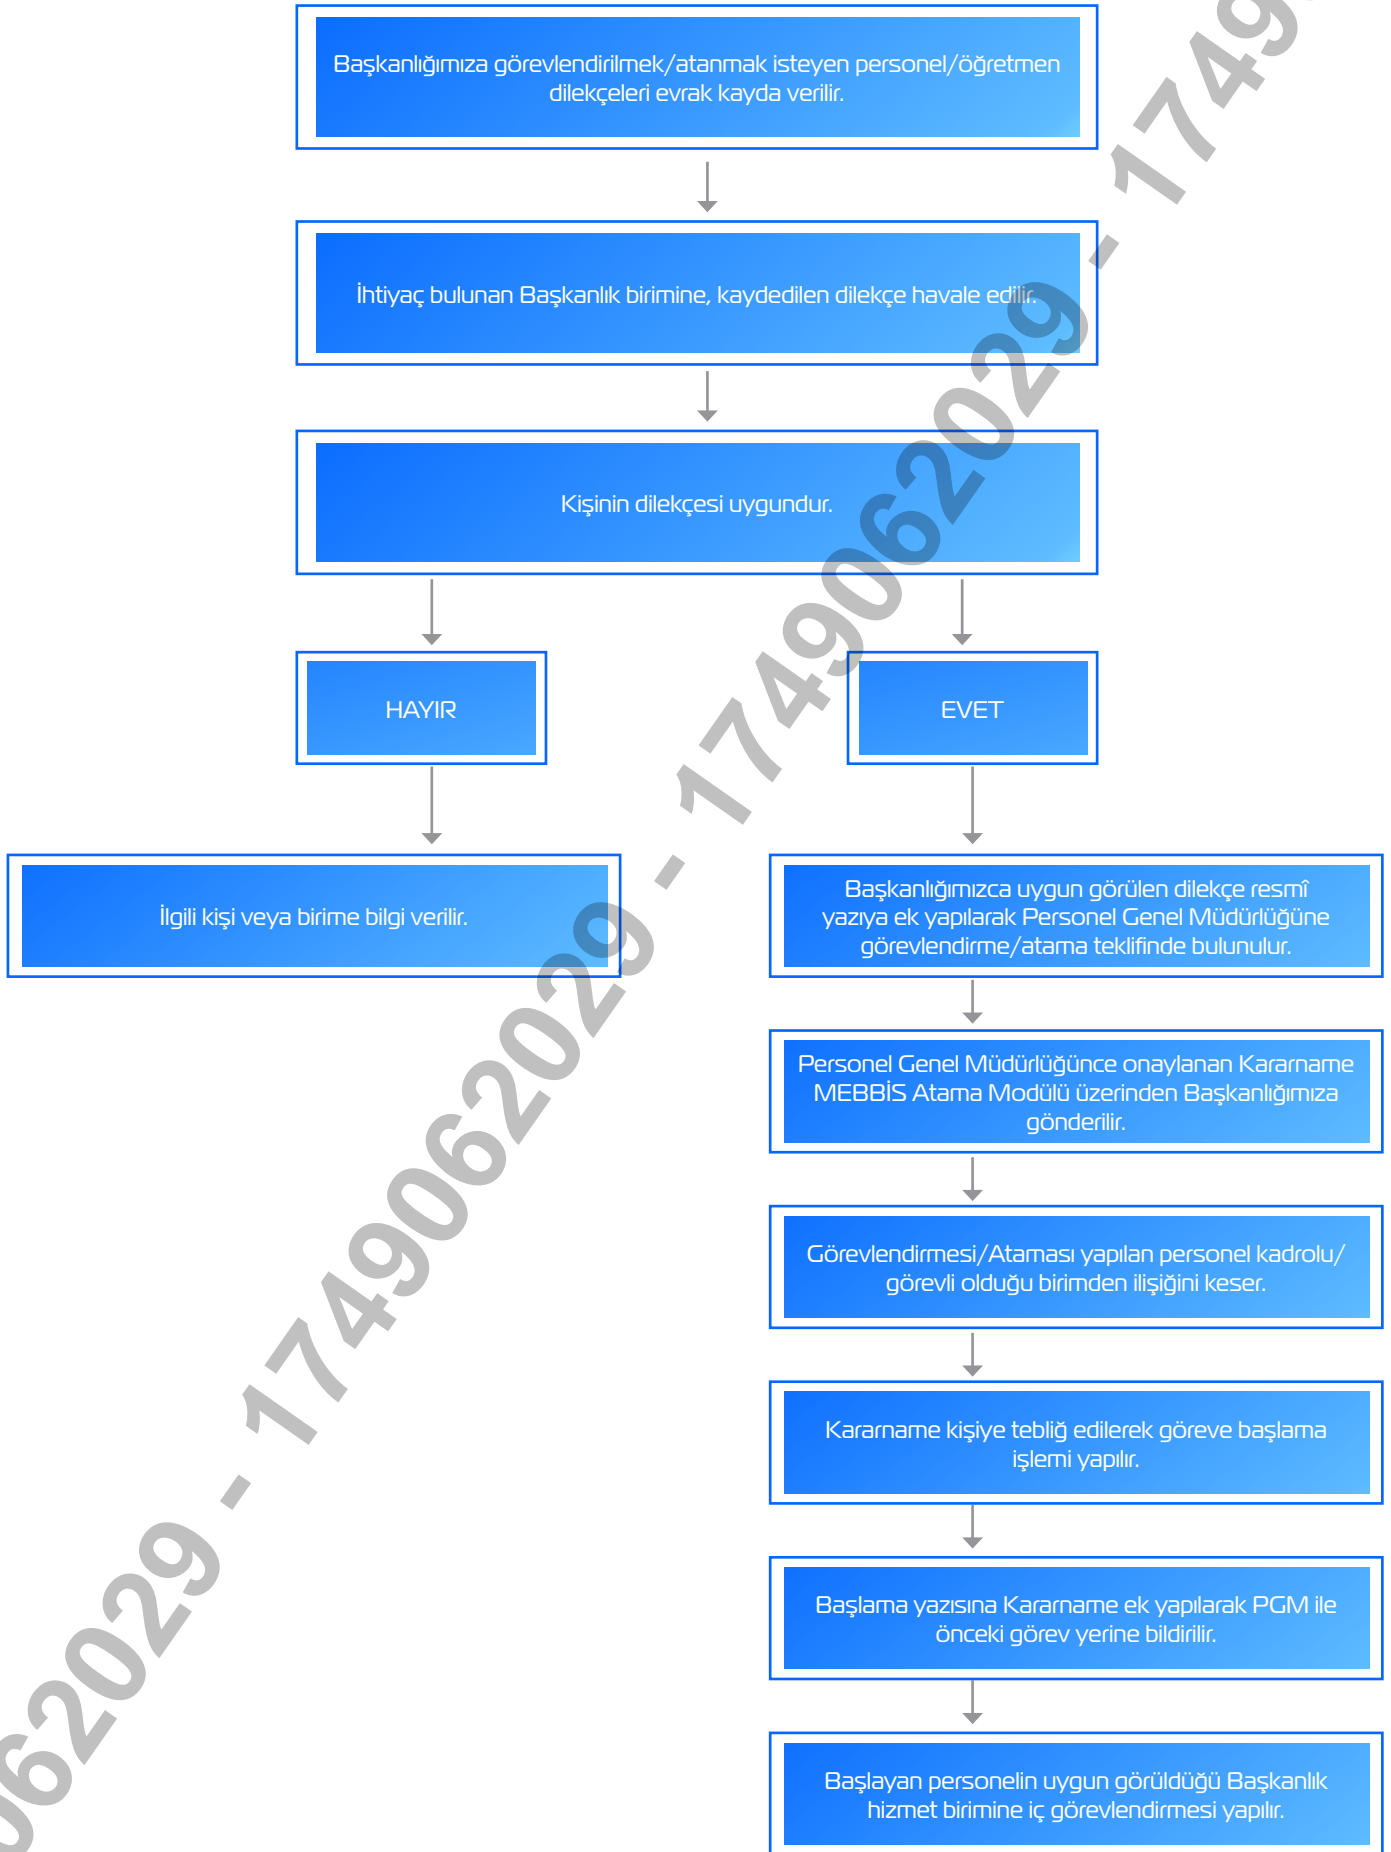 Başkanlığımıza görevlendirilmek/atanmak isteyen personel/öğretmen
dilekçeleri evrak kayda verilir.
İhtiyaç bulunan Başkanlık birimine, kaydedilen dilekçe havale edilir.
Kişinin dilekçesi uygundur.
HAYIR
EVET
İlgili kişi veya birime bilgi verilir.
Başkanlığımızca uygun görülen dilekçe resmî
yazıya ek yapılarak Personel Genel Müdürlüğüne
görevlendirme/atama teklifinde bulunulur.
Personel Genel Müdürlüğünce onaylanan Kararname
MEBBİS Atama Modülü üzerinden Başkanlığımıza
gönderilir.
Görevlendirmesi/Ataması yapılan personel kadrolu/
görevli olduğu birimden ilişiğini keser.
Kararname kişiye tebliğ edilerek göreve başlama
işlemi yapılır.
Başlama yazısına Kararname ek yapılarak PGM ile
önceki görev yerine bildirilir.
Başlayan personelin uygun görüldüğü Başkanlık
hizmet birimine iç görevlendirmesi yapılır.
062029 - 1749062029 - 1749062029 - 1749